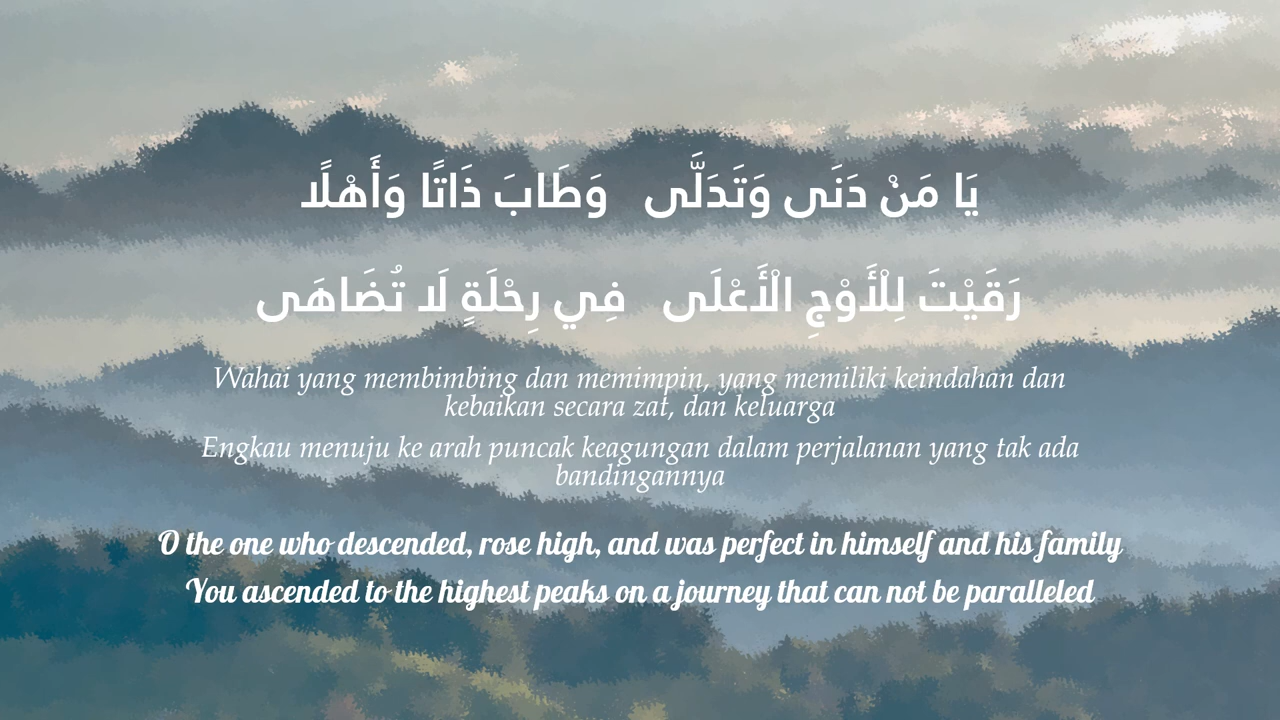 يَا مَنْ دَنَى وَتَدَلَّى   وَطَابَ ذَاتًا وَأَهْلًا
رَقَيْتَ لِلْأَوْجِ الْأَعْلَى   فِي رِحْلَةٍ لَا تُضَاهَى
Wahai yang membimbing dan memimpin, yang memiliki keindahan dan
kebaikan secara zat, dan keluarga
Engkau menuju ke arah puncak keagungan dalam perjalanan yang tak ada
bandingannya
O the one who descended, rose high, and was perfect in himself and his family
You ascended to the highest peaks on a journey that can not be paralleled